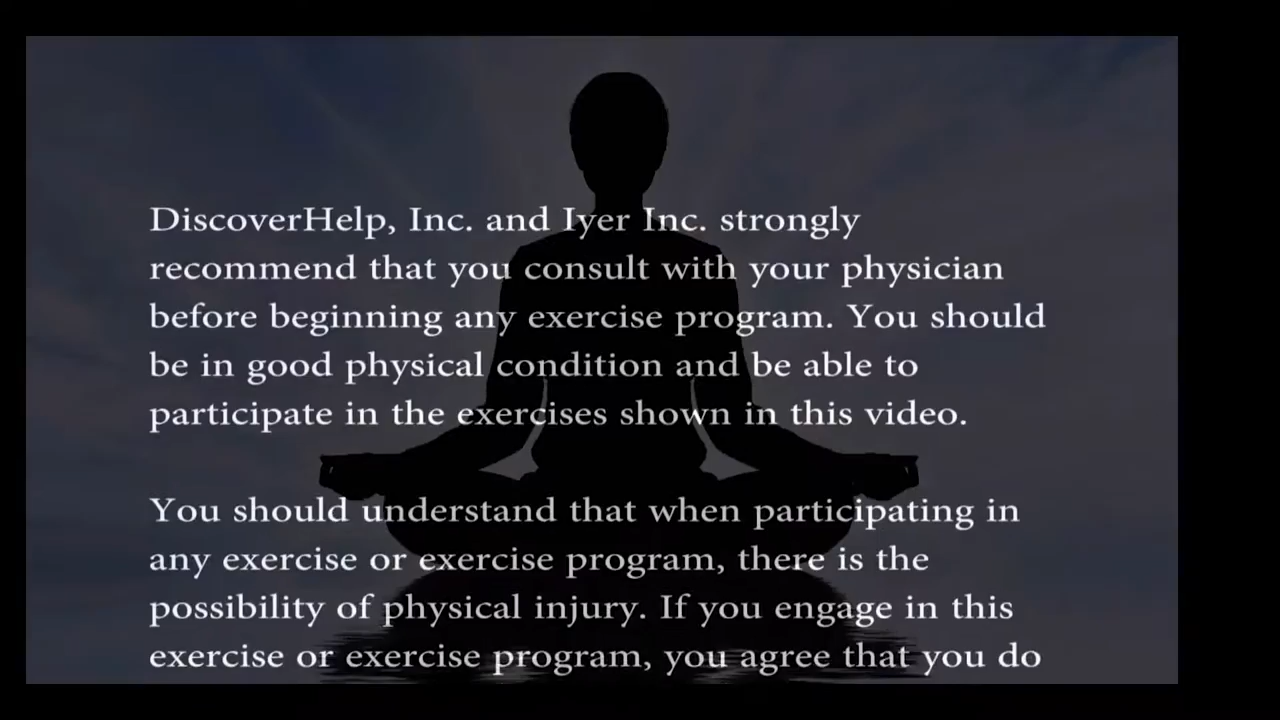 DiscoverHelp, Inc. and Iyer Inc. strongly
recommend that you consult with your physician
before beginning any exercise program. You should
be in good physical condition and be able to
participate in the exercises shown in this video.
You should understand that when participating in
any exercise or exercise program, there is the
possibility of physical injury. If you engage in this
exercise or exercise program, you agree that you do